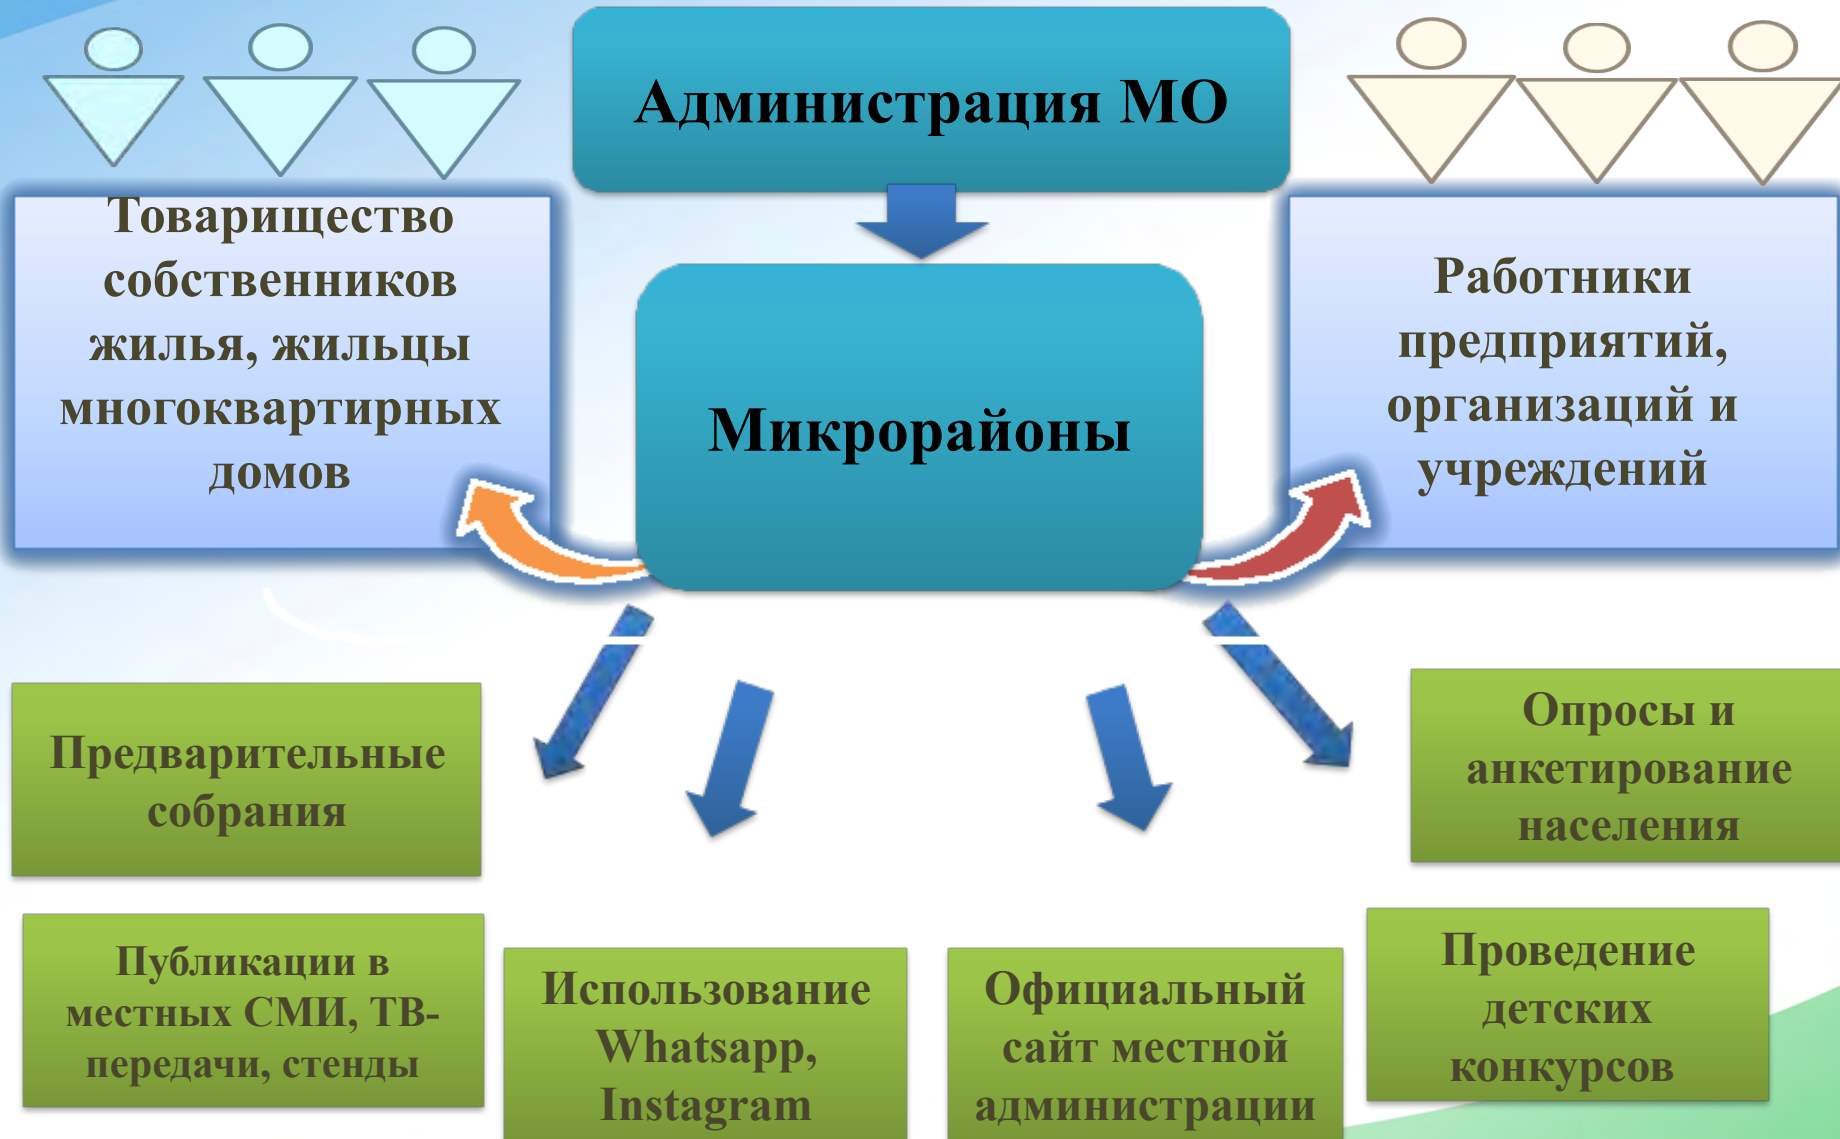 Администрация МО
Товарищество
собственников
жилья, жильцы
многоквартирных
домов
Микрорайоны
Работники
предприятий,
организаций и
учреждений
Предварительные
собрания
Опросы и
анкетирование
населения
Публикации в
местных СМИ, ТВ-
передачи, стенды
Использование
Whatsapp,
Instagram
Официальный
сайт местной
администрации
Проведение
детских
конкурсов